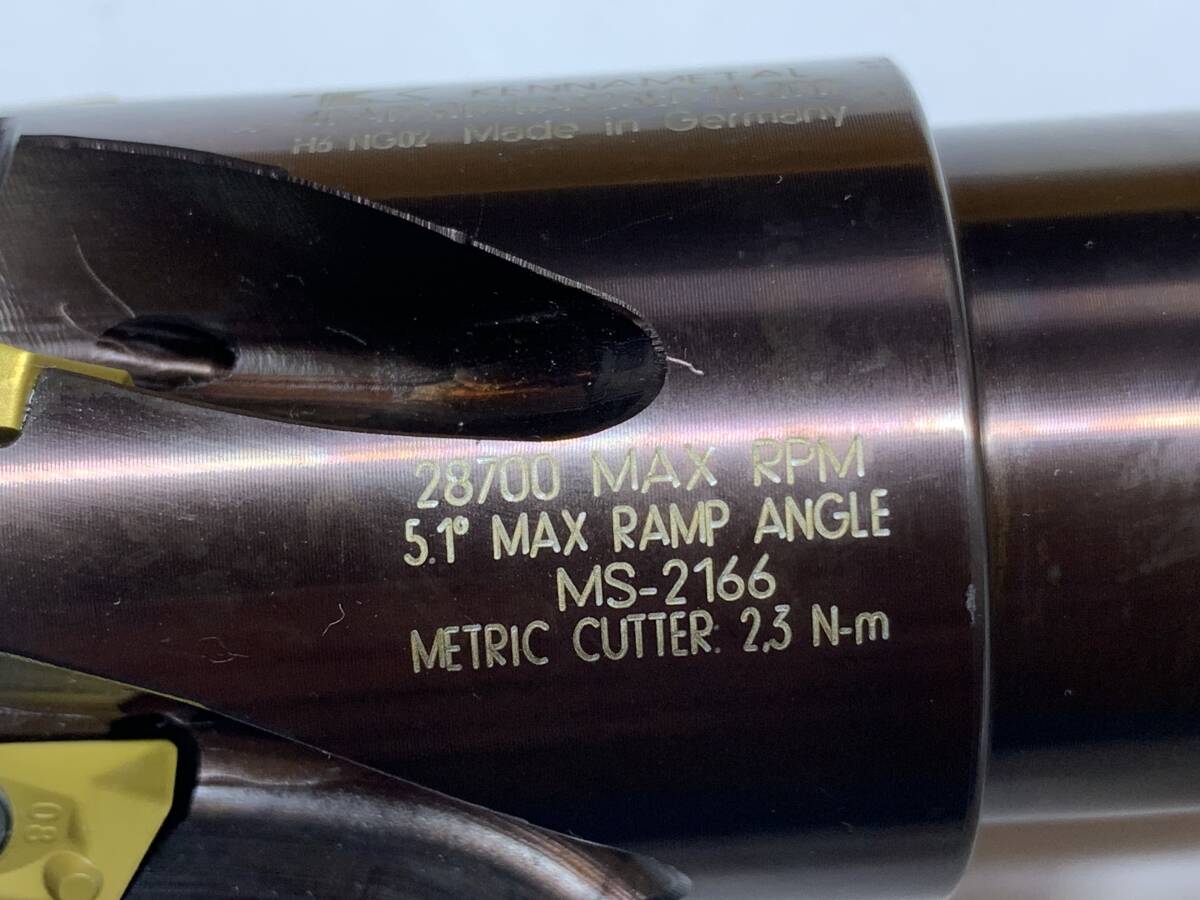 KENNAMETAL
H6 NG02 Made in Germany
28700 MAX RPM
5.1° MAX RAMP ANGLE
MS-2166
METRIC CUTTER: 2,3 N-m
08